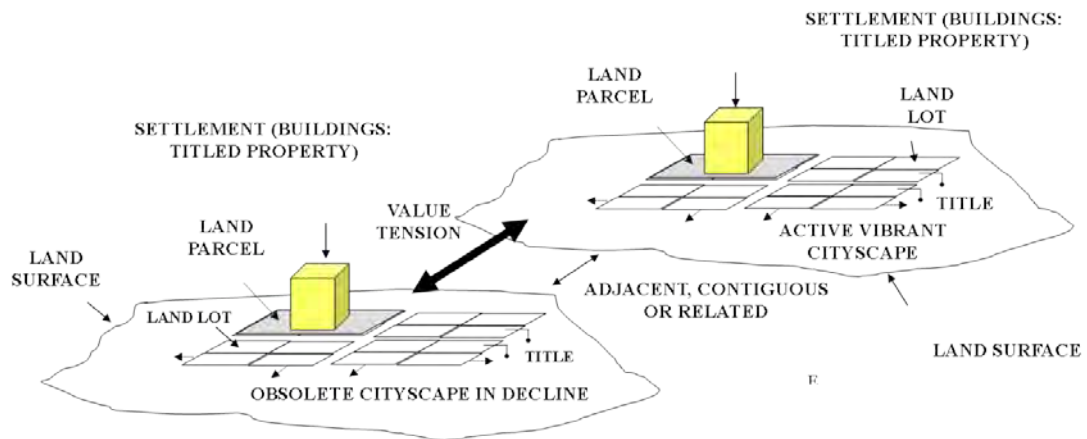 SETTLEMENT (BUILDINGS:
TITLED PROPERTY)
LAND
PARCEL
LAND
LOT
SETTLEMENT (BUILDINGS:
TITLED PROPERTY)
VALUE
TENSION
TITLE
ACTIVE VIBRANT
CITYSCAPE
LAND
PARCEL
LAND
SURFACE
ADJACENT, CONTIGUOUS
OR RELATED
LAND LOT
TITLE
LAND SURFACE
OBSOLETE CITYSCAPE IN DECLINE